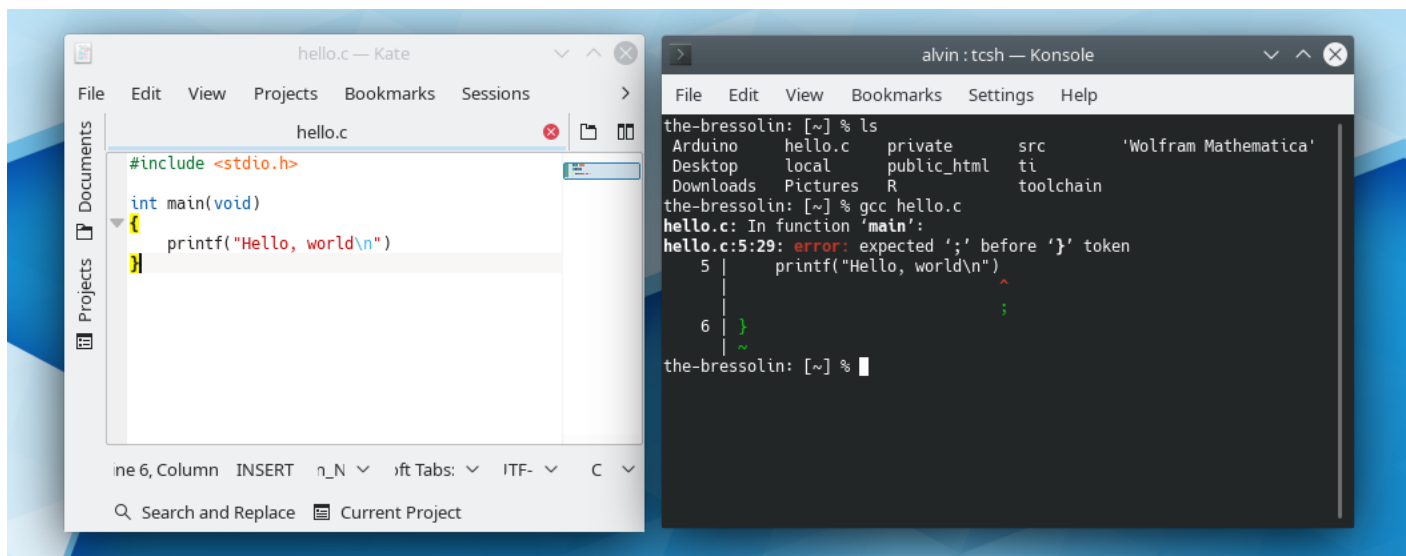 hello.c — Kate
File Edit View Projects Bookmarks Sessions
Documents
Projects
hello.c
#include <stdio.h>
int main(void)
{
    printf("Hello, world\n")
}
ine 6, Column INSERT n_N oft Tabs: ITF- C
Search and Replace Current Project
alvin : tcsh — Konsole
File Edit View Bookmarks Settings Help
the-bressolin: [~] % ls
Arduino hello.c private src 'Wolfram Mathematica'
Desktop local public_html ti
Downloads Pictures R toolchain
the-bressolin: [~] % gcc hello.c
hello.c: In function ‘main’:
hello.c:5:29: error: expected ‘;’ before ‘}’ token
    5 |     printf("Hello, world\n")
      |                             ^
      |                             ;
    6 | }
      | ~
the-bressolin: [~] %